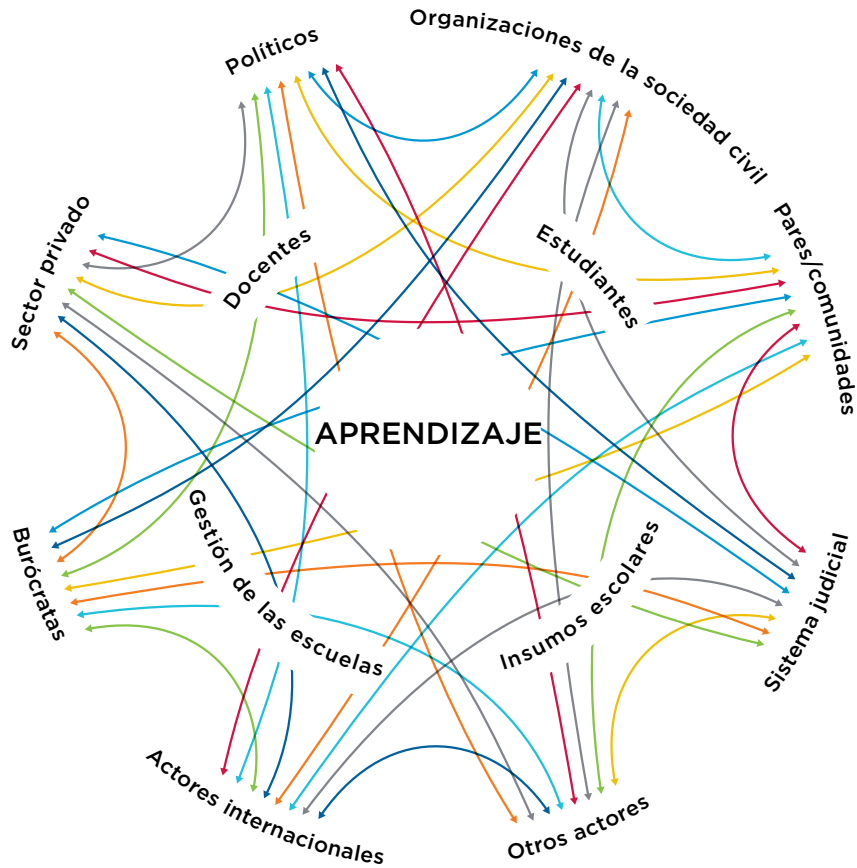 Organizaciones de la sociedad civil
Políticos
Pares/comunidades
Sector privado
Docentes
Estudiantes
APRENDIZAJE
Gestión de las escuelas
Insumos escolares
Burócratas
Sistema judicial
Actores internacionales
Otros actores